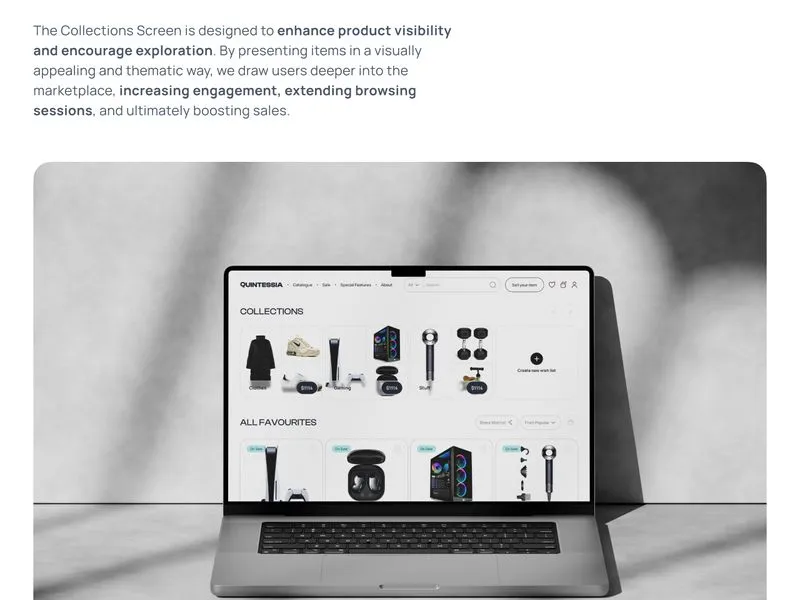 The Collections Screen is designed to enhance product visibility
and encourage exploration. By presenting items in a visually
appealing and thematic way, we draw users deeper into the
marketplace, increasing engagement, extending browsing
sessions, and ultimately boosting sales.
QUINTESSIA • Catalogue • Sale • Special Features • About All Search Sell your item
COLLECTIONS
Create new wish list
Clothes $1114 Gaming $1114 Stuff $1114
ALL FAVOURITES Share Wishlist From Popular
On Sale On Sale On Sale On Sale